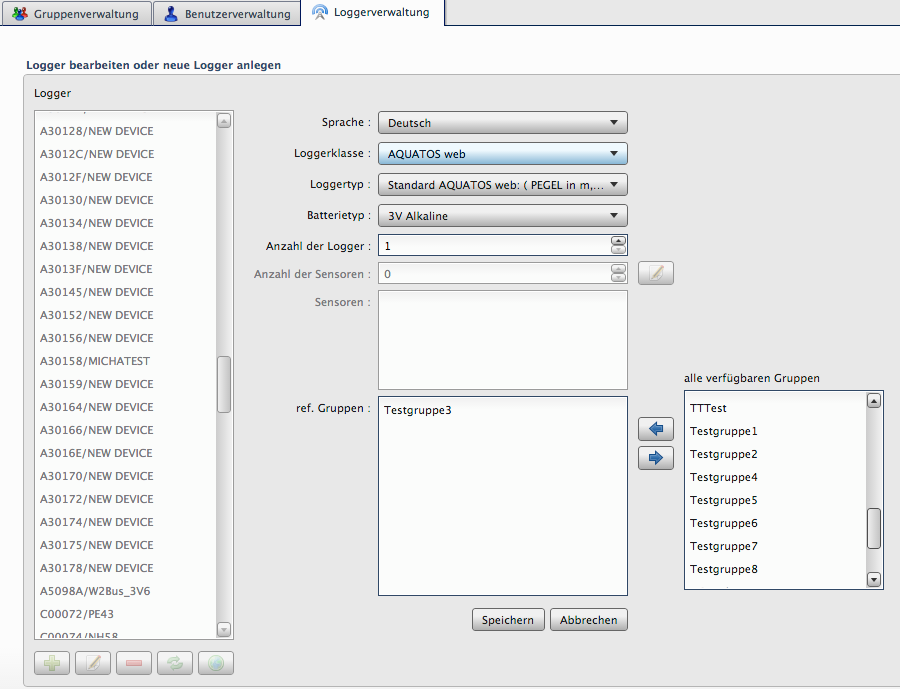 Gruppenverwaltung
Benutzerverwaltung
Loggerverwaltung
Logger bearbeiten oder neue Logger anlegen
Logger
A30128/NEW DEVICE
A3012C/NEW DEVICE
A3012F/NEW DEVICE
A30130/NEW DEVICE
A30134/NEW DEVICE
A30138/NEW DEVICE
A3013F/NEW DEVICE
A30145/NEW DEVICE
A30152/NEW DEVICE
A30156/NEW DEVICE
A30158/MICHATEST
A30159/NEW DEVICE
A30164/NEW DEVICE
A30166/NEW DEVICE
A3016E/NEW DEVICE
A30170/NEW DEVICE
A30172/NEW DEVICE
A30174/NEW DEVICE
A30175/NEW DEVICE
A30178/NEW DEVICE
A5098A/W2Bus_3V6
C00072/PE43
C00074/NH58
Sprache : Deutsch
Loggerklasse : AQUATOS web
Loggertyp : Standard AQUATOS web: ( PEGEL in m,...
Batterietyp : 3V Alkaline
Anzahl der Logger : 1
Anzahl der Sensoren : 0
Sensoren :
ref. Gruppen : Testgruppe3
alle verfügbaren Gruppen
TTTest
Testgruppe1
Testgruppe2
Testgruppe4
Testgruppe5
Testgruppe6
Testgruppe7
Testgruppe8
Speichern
Abbrechen